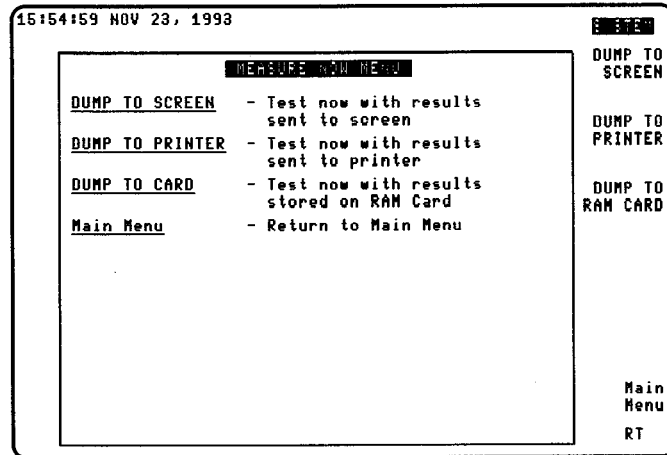 15:54:59 NOV 23, 1993
MEASURE NOW MENU
DUMP TO SCREEN - Test now with results
sent to screen
DUMP TO PRINTER - Test now with results
sent to printer
DUMP TO CARD - Test now with results
stored on RAM Card
Main Menu - Return to Main Menu
DUMP TO
SCREEN
DUMP TO
PRINTER
DUMP TO
RAM CARD
Main
Menu
RT